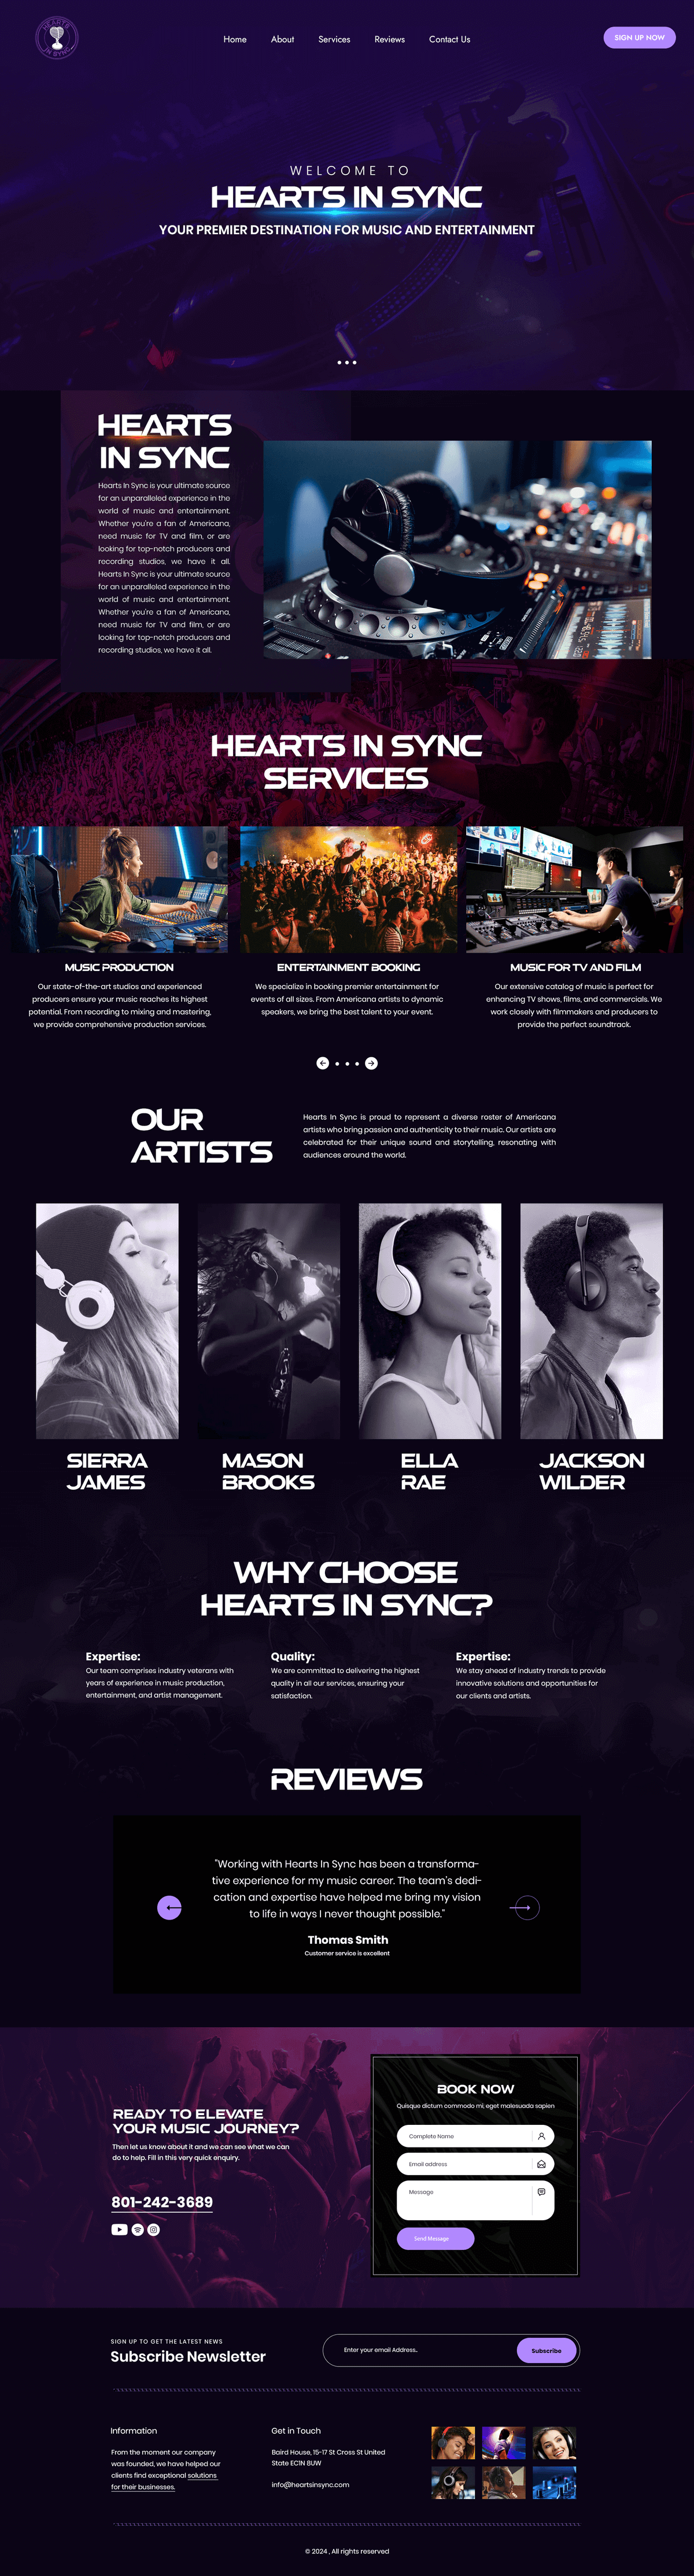 HEARTS
IN SYNC
Home
About
Services
Reviews
Contact Us
SIGN UP NOW
WELCOME TO
HEARTS IN SYNC
YOUR PREMIER DESTINATION FOR MUSIC AND ENTERTAINMENT
HEARTS
IN SYNC
Hearts In Sync is your ultimate source
for an unparalleled experience in the
world of music and entertainment.
Whether you're a fan of Americana,
need music for TV and film, or are
looking for top-notch producers and
recording studios, we have it all.
Hearts In Sync is your ultimate source
for an unparalleled experience in the
world of music and entertainment.
Whether you're a fan of Americana,
need music for TV and film, or are
looking for top-notch producers and
recording studios, we have it all.
HEARTS IN SYNC
SERVICES
MUSIC PRODUCTION
Our state-of-the-art studios and experienced
producers ensure your music reaches its highest
potential. From recording to mixing and mastering,
we provide comprehensive production services.
ENTERTAINMENT BOOKING
We specialize in booking premier entertainment for
events of all sizes. From Americana artists to dynamic
speakers, we bring the best talent to your event.
MUSIC FOR TV AND FILM
Our extensive catalog of music is perfect for
enhancing TV shows, films, and commercials. We
work closely with filmmakers and producers to
provide the perfect soundtrack.
OUR
ARTISTS
Hearts In Sync is proud to represent a diverse roster of Americana
artists who bring passion and authenticity to their music. Our artists are
celebrated for their unique sound and storytelling, resonating with
audiences around the world.
SIERRA
JAMES
MASON
BROOKS
ELLA
RAE
JACKSON
WILDER
WHY CHOOSE
HEARTS IN SYNC?
Expertise:
Our team comprises industry veterans with
years of experience in music production,
entertainment, and artist management.
Quality:
We are committed to delivering the highest
quality in all our services, ensuring your
satisfaction.
Expertise:
We stay ahead of industry trends to provide
innovative solutions and opportunities for
our clients and artists.
REVIEWS
"Working with Hearts In Sync has been a transforma-
tive experience for my music career. The team's dedi-
cation and expertise have helped me bring my vision
to life in ways I never thought possible."
Thomas Smith
Customer service is excellent
READY TO ELEVATE
YOUR MUSIC JOURNEY?
Then let us know about it and we can see what we can
do to help. Fill in this very quick enquiry.
801-242-3689
BOOK NOW
Quisque dictum commodo mi, eget malesuada sapien
Complete Name
Email address
Message
Send Message
SIGN UP TO GET THE LATEST NEWS
Subscribe Newsletter
Enter your email Address..
Subscribe
Information
From the moment our company
was founded, we have helped our
clients find exceptional solutions
for their businesses.
Get in Touch
Baird House, 15-17 St Cross St United
State EC1N 8UW
info@heartsinsync.com
© 2024 , All rights reserved